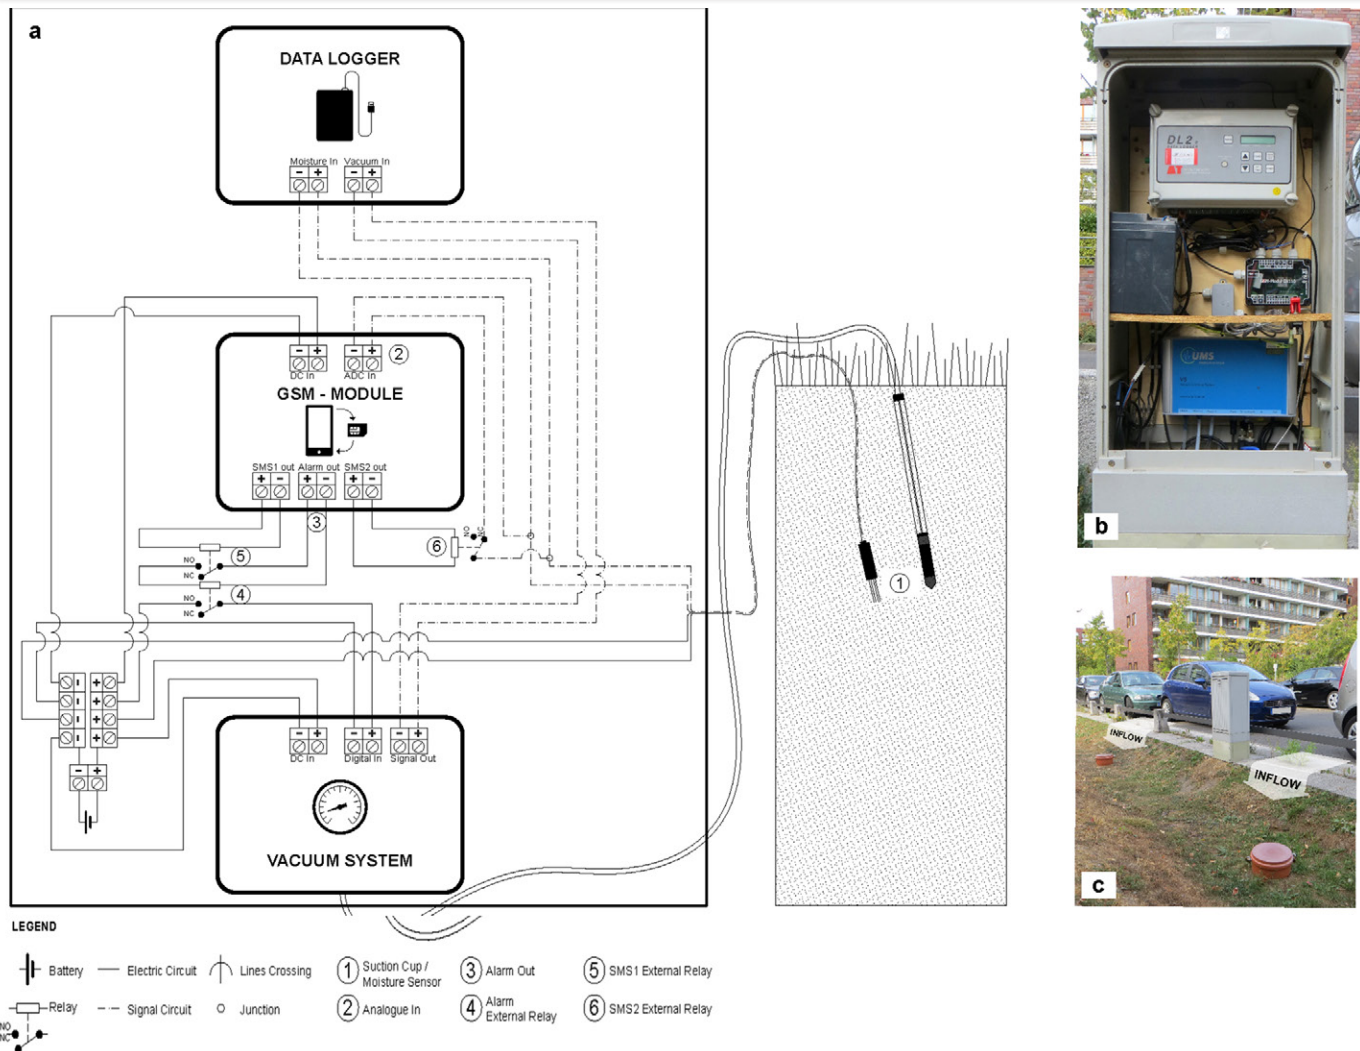 a
DATA LOGGER
Moisture In Vacuum In
- + - +
- + - +
DC In ADC In
2
GSM - MODULE
SMS1 out Alarm out SMS2 out
+ - + - + -
3
NO
NC
6
5
NO
NC
4
NO
NC
1
- + - + - +
DC In Digital In Signal Out
- +
VACUUM SYSTEM
b
DL2
UMS
c
INFLOW
INFLOW
LEGEND
Battery
Electric Circuit
Lines Crossing
1 Suction Cup /
Moisture Sensor
3 Alarm Out
5 SMS1 External Relay
Relay
NO
NC
Signal Circuit
Junction
2 Analogue In
4 Alarm
External Relay
6 SMS2 External Relay